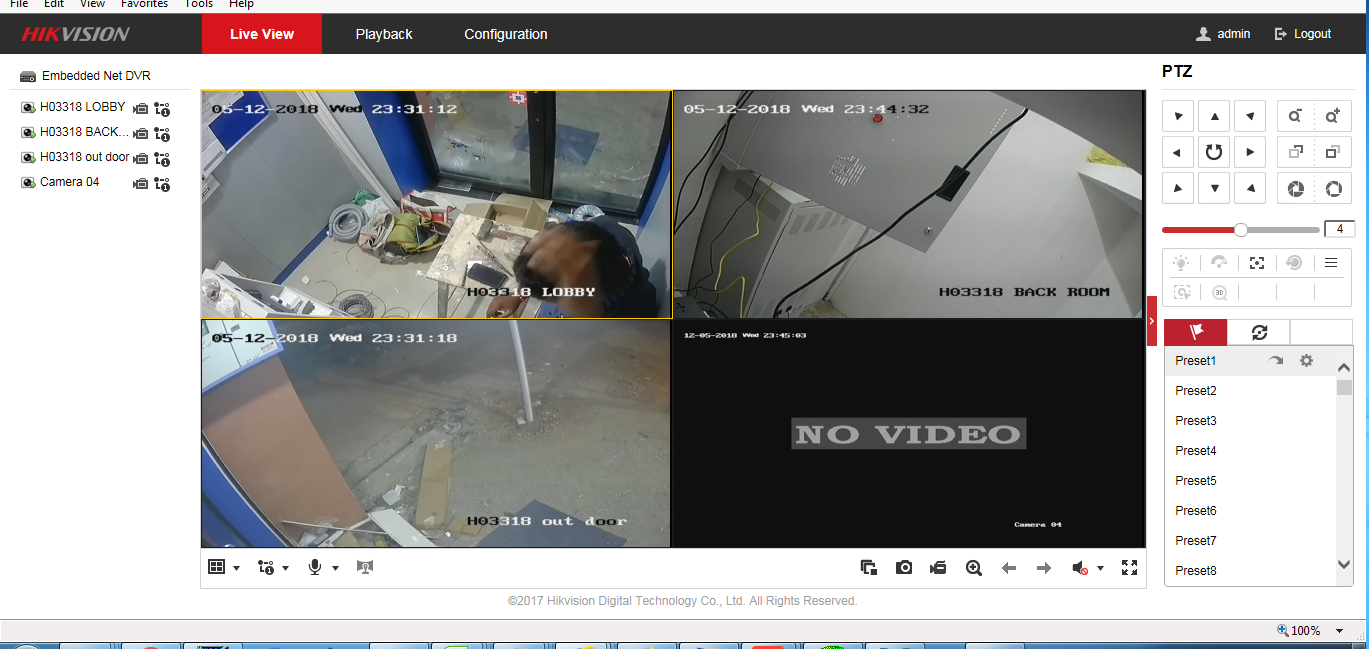 File Edit View Favorites Tools Help
HIKVISION Live View Playback Configuration admin Logout
Embedded Net DVR
H03318 LOBBY
H03318 BACK...
H03318 out door
Camera 04
05-12-2018 Wed 23:31:12
H03318 LOBBY
05-12-2018 Wed 23:44:32
H03318 BACK ROOM
05-12-2018 Wed 23:31:18
H03318 out door
12-05-2018 Wed 23:45:03
NO VIDEO
Camera 04
PTZ
4
3D
Preset1
Preset2
Preset3
Preset4
Preset5
Preset6
Preset7
Preset8
©2017 Hikvision Digital Technology Co., Ltd. All Rights Reserved.
100%